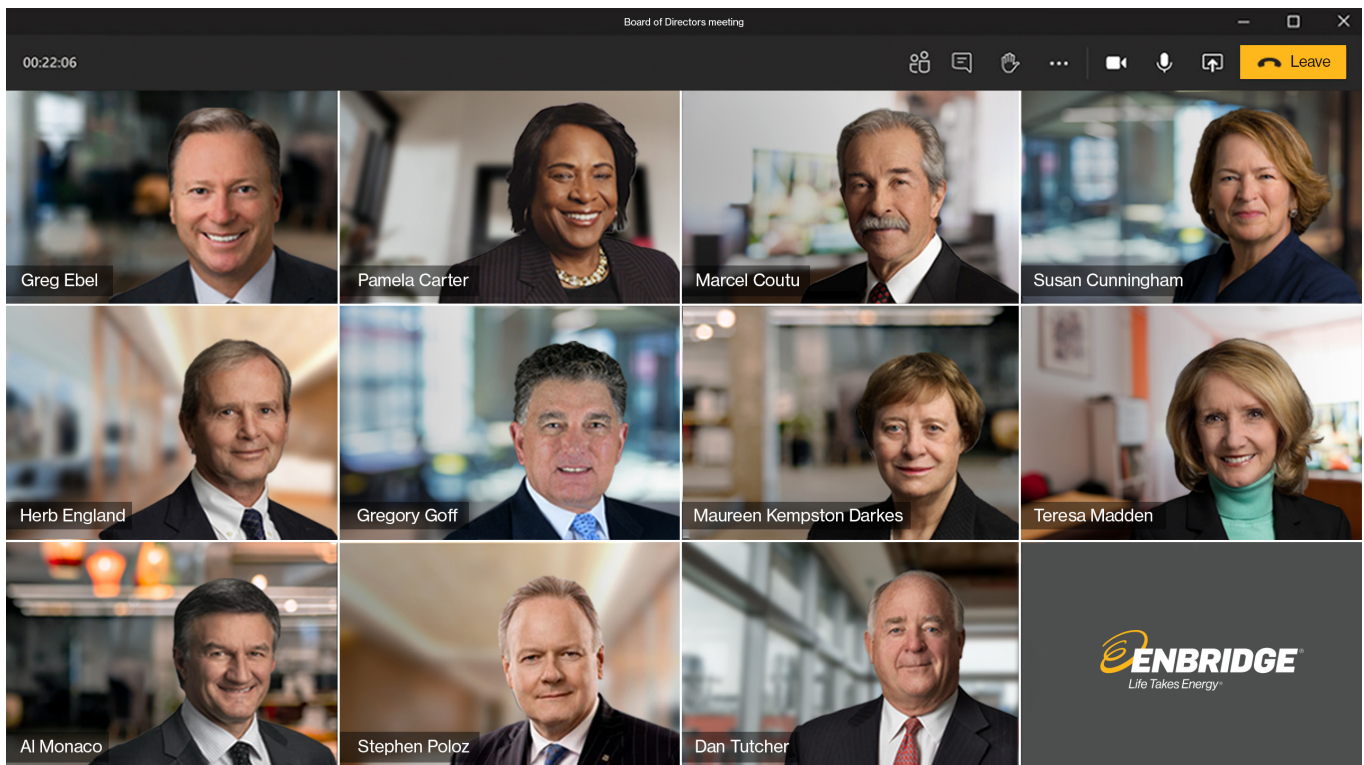 Board of Directors meeting
00:22:06
Leave
Greg Ebel
Pamela Carter
Marcel Coutu
Susan Cunningham
Herb England
Gregory Goff
Maureen Kempston Darkes
Teresa Madden
Al Monaco
Stephen Poloz
Dan Tutcher
ENBRIDGE®
Life Takes Energy®